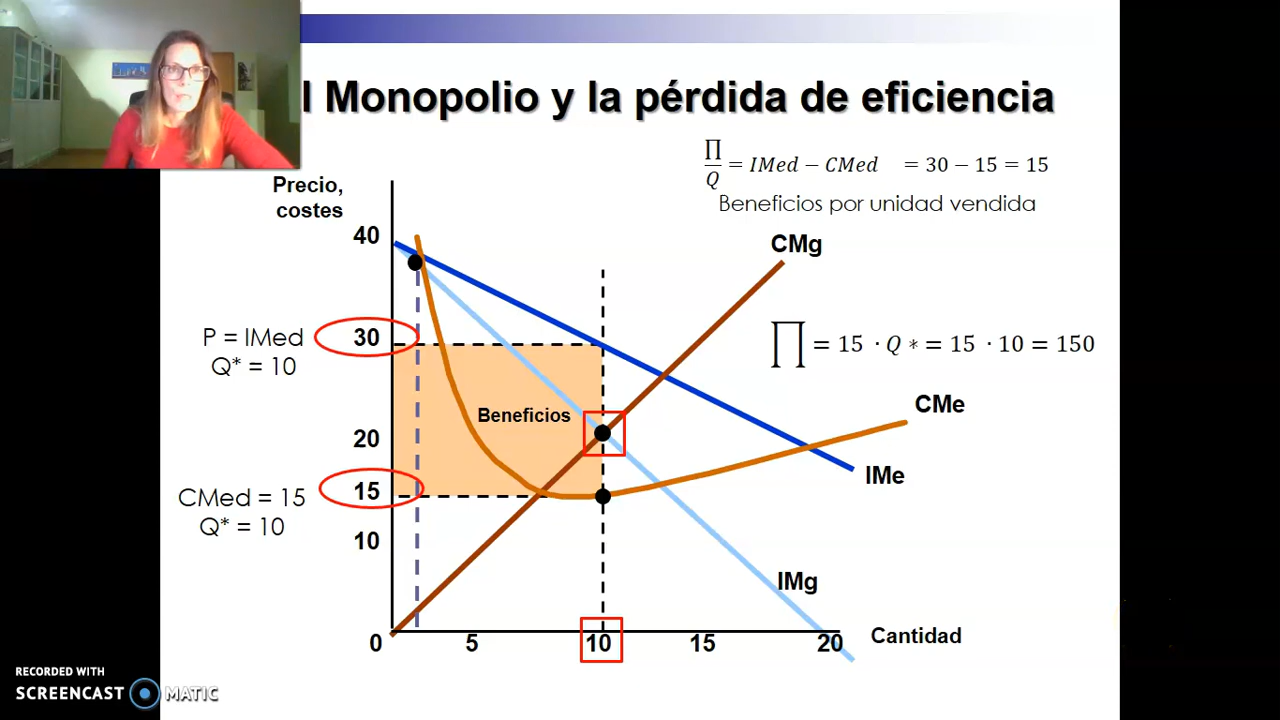 l Monopolio y la pérdida de eficiencia
∏/Q = IMed − CMed = 30 − 15 = 15
Beneficios por unidad vendida
Precio,
costes
40
CMg
P = IMed
Q* = 10
30
∏ = 15 · Q * = 15 · 10 = 150
Beneficios
CMe
20
IMe
CMed = 15
Q* = 10
15
10
IMg
0
5
10
15
20
Cantidad
RECORDED WITH
SCREENCAST MATIC